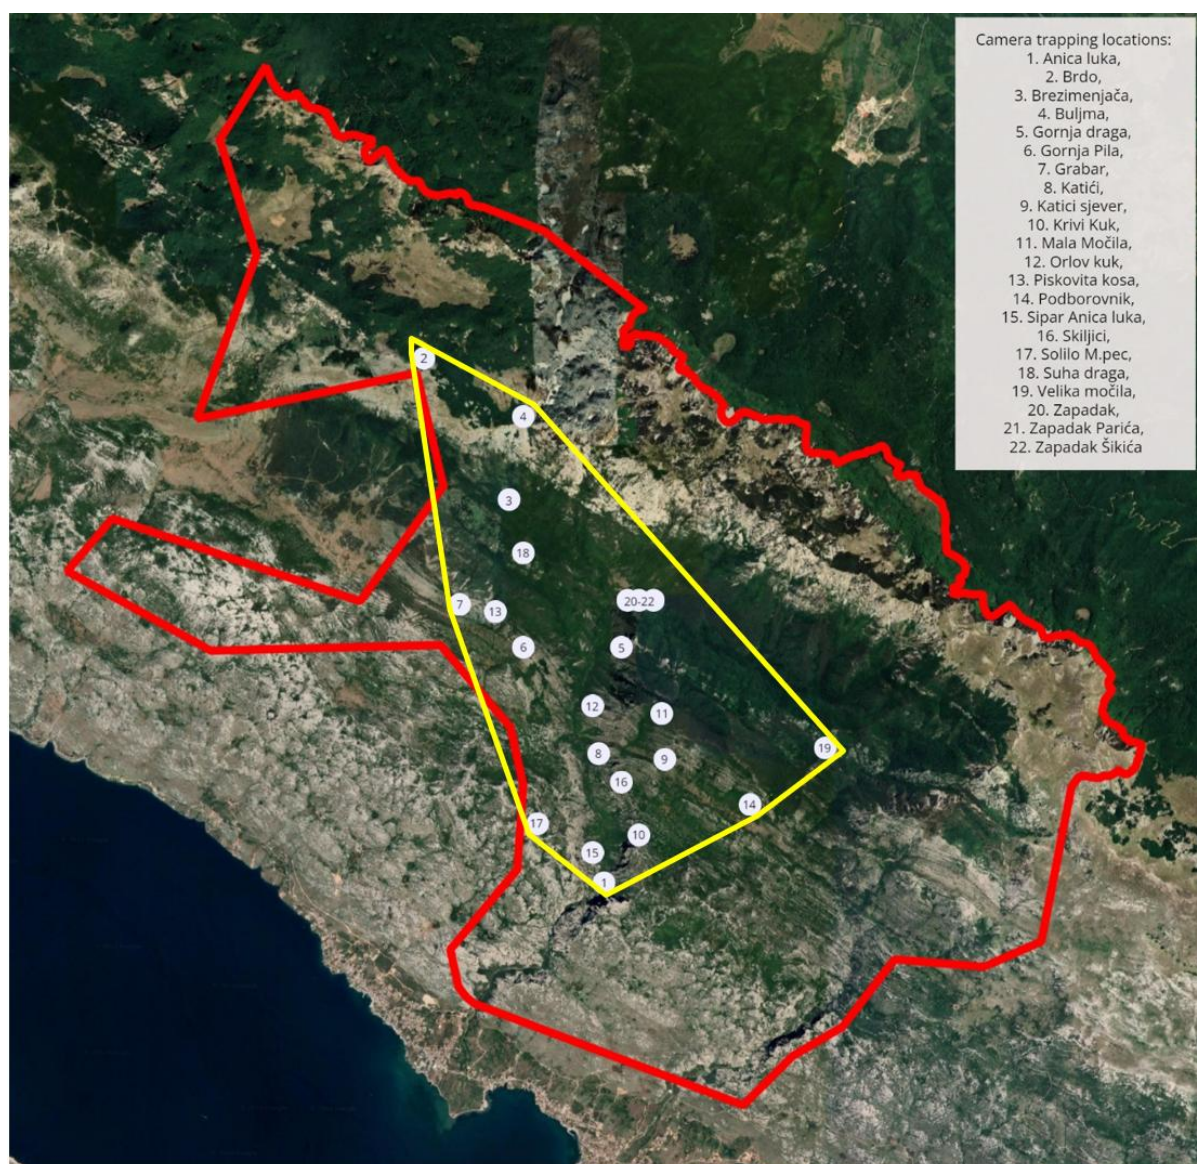 Camera trapping locations:
1. Anica luka,
2. Brdo,
3. Brezimenjača,
4. Buljma,
5. Gornja draga,
6. Gornja Pila,
7. Grabar,
8. Katići,
9. Katici sjever,
10. Krivi Kuk,
11. Mala Močila,
12. Orlov kuk,
13. Piskovita kosa,
14. Podborovnik,
15. Sipar Anica luka,
16. Skiljici,
17. Solilo M.pec,
18. Suha draga,
19. Velika močila,
20. Zapadak,
21. Zapadak Parića,
22. Zapadak Šikića
2
4
3
18
20-22
7
13
6
5
12
11
8
9
19
16
14
17
10
15
1